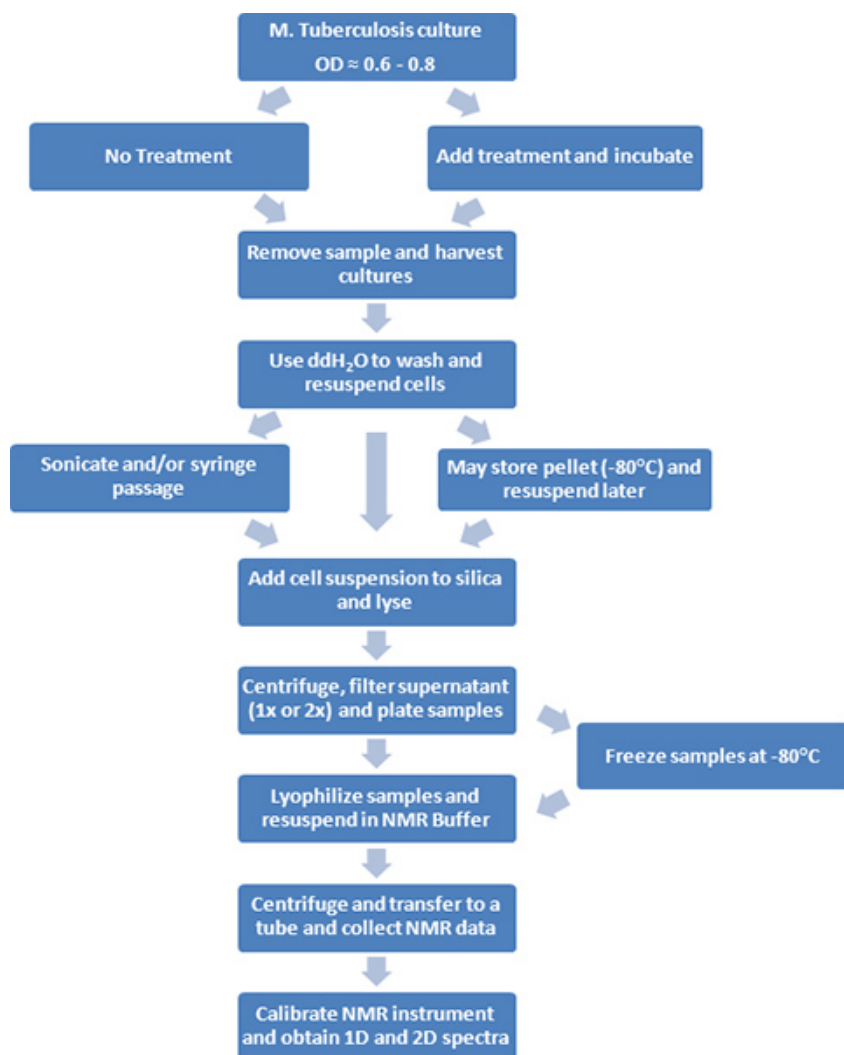 M. Tuberculosis culture
OD ≈ 0.6 - 0.8
No Treatment
Add treatment and incubate
Remove sample and harvest
cultures
Use ddH₂O to wash and
resuspend cells
Sonicate and/or syringe
passage
May store pellet (-80°C) and
resuspend later
Add cell suspension to silica
and lyse
Centrifuge, filter supernatant
(1x or 2x) and plate samples
Freeze samples at -80°C
Lyophilize samples and
resuspend in NMR Buffer
Centrifuge and transfer to a
tube and collect NMR data
Calibrate NMR instrument
and obtain 1D and 2D spectra